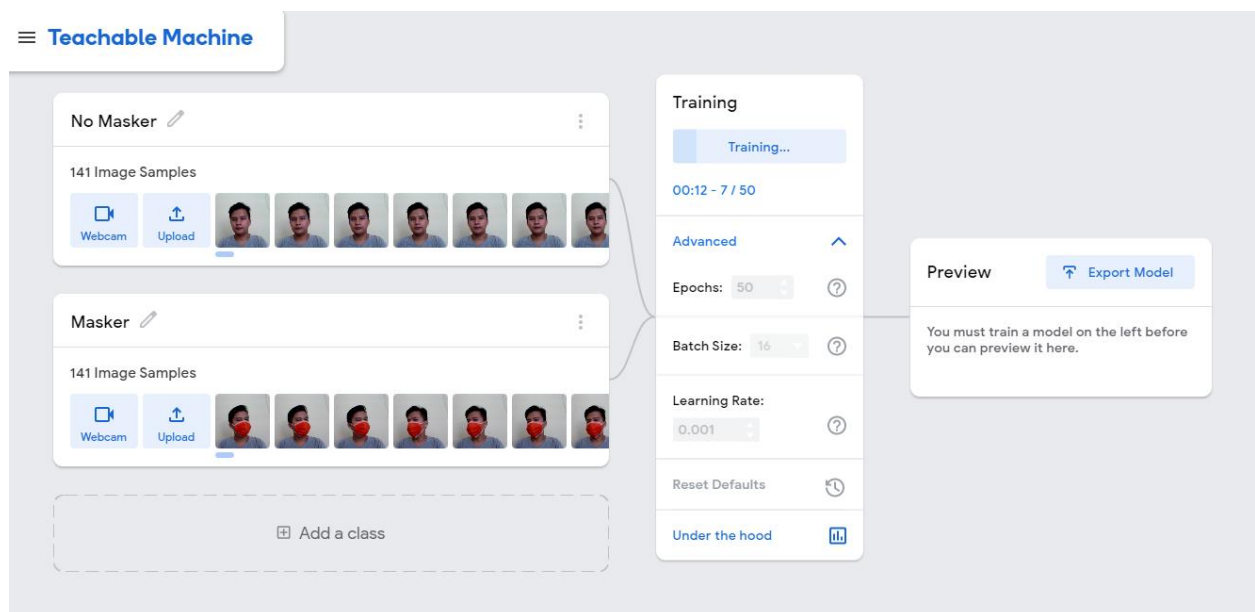 Teachable Machine
No Masker
141 Image Samples
Webcam
Upload
Masker
141 Image Samples
Webcam
Upload
Add a class
Training
Training...
00:12 - 7 / 50
Advanced
Epochs: 50
Batch Size: 16
Learning Rate:
0.001
Reset Defaults
Under the hood
Preview
Export Model
You must train a model on the left before
you can preview it here.